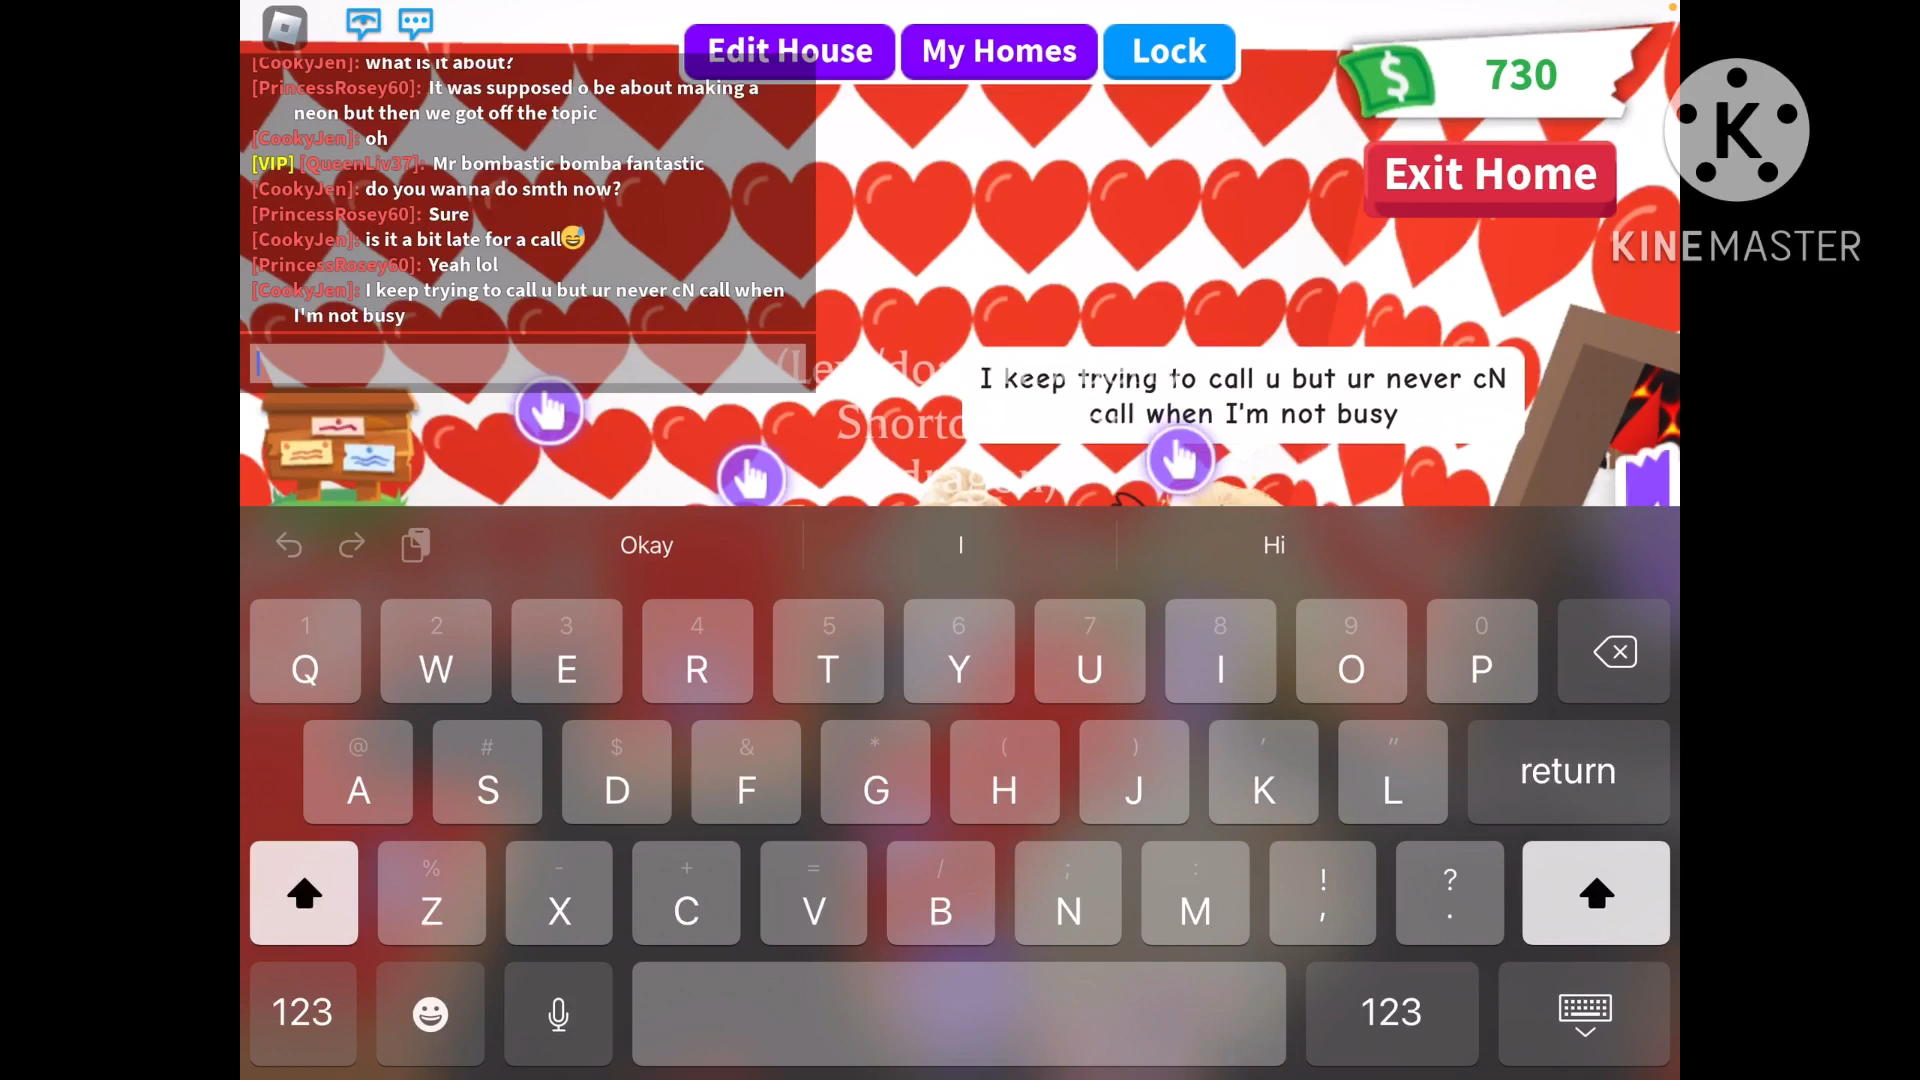 Edit House
My Homes
Lock
730
Exit Home
KINEMASTER
K
[CookyJen]: what is it about?
[PrincessRosey60]: It was supposed o be about making a
neon but then we got off the topic
[CookyJen]: oh
[VIP] [QueenLiv37]: Mr bombastic bomba fantastic
[CookyJen]: do you wanna do smth now?
[PrincessRosey60]: Sure
[CookyJen]: is it a bit late for a call😅
[PrincessRosey60]: Yeah lol
[CookyJen]: I keep trying to call u but ur never cN call when
I'm not busy
I keep trying to call u but ur never cN
call when I'm not busy
Okay
I
Hi
1 2 3 4 5 6 7 8 9 0
Q W E R T Y U I O P
@ # $ & * ( ) ' "
A S D F G H J K L return
% - + = / ; : ! ?
Z X C V B N M , .
123 123